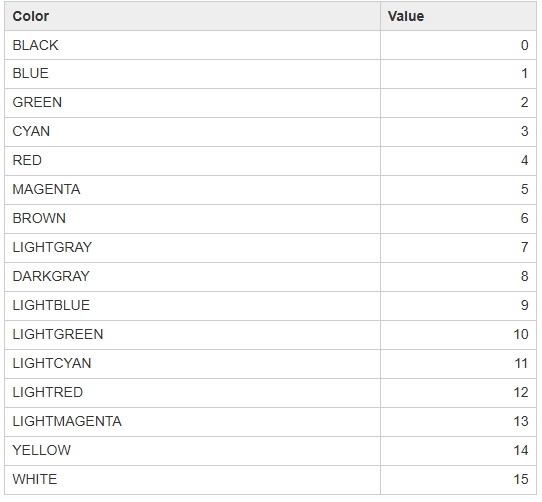 Color Value
BLACK 0
BLUE 1
GREEN 2
CYAN 3
RED 4
MAGENTA 5
BROWN 6
LIGHTGRAY 7
DARKGRAY 8
LIGHTBLUE 9
LIGHTGREEN 10
LIGHTCYAN 11
LIGHTRED 12
LIGHTMAGENTA 13
YELLOW 14
WHITE 15